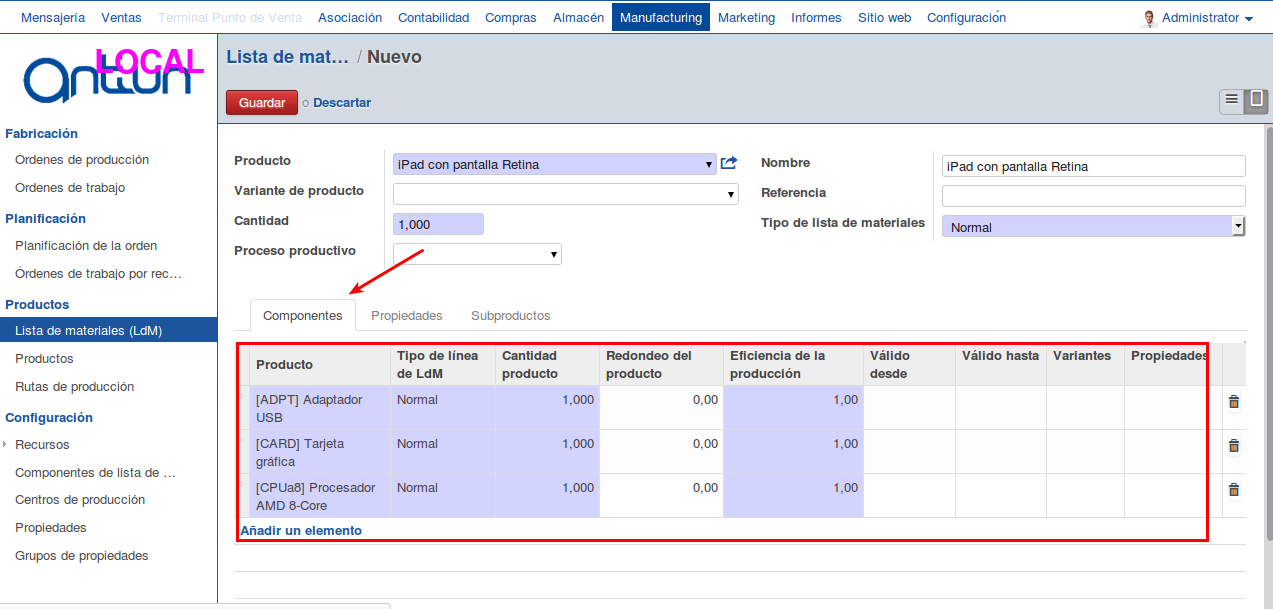 Mensajería Ventas Terminal Punto de Venta Asociación Contabilidad Compras Almacén Manufacturing Marketing Informes Sitio web Configuración Administrator
antiun
LOCAL
Lista de mat... / Nuevo
Guardar o Descartar
Fabricación
Ordenes de producción
Ordenes de trabajo
Planificación
Planificación de la orden
Órdenes de trabajo por rec...
Productos
Lista de materiales (LdM)
Productos
Rutas de producción
Configuración
Recursos
Componentes de lista de ...
Centros de producción
Propiedades
Grupos de propiedades
Producto iPad con pantalla Retina
Variante de producto
Cantidad 1,000
Proceso productivo
Nombre iPad con pantalla Retina
Referencia
Tipo de lista de materiales Normal
Componentes Propiedades Subproductos
Producto Tipo de línea de LdM Cantidad producto Redondeo del producto Eficiencia de la producción Válido desde Válido hasta Variantes Propiedades
[ADPT] Adaptador USB Normal 1,000 0,00 1,00
[CARD] Tarjeta gráfica Normal 1,000 0,00 1,00
[CPUa8] Procesador AMD 8-Core Normal 1,000 0,00 1,00
Añadir un elemento